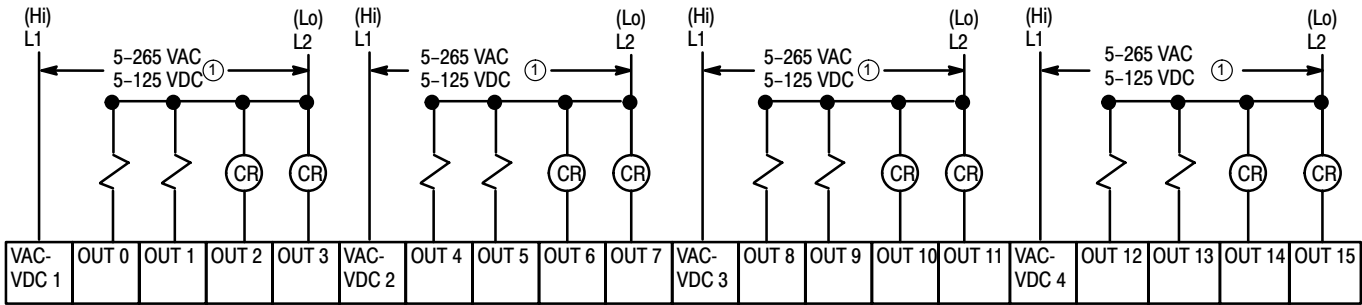 (Hi) (Lo) (Hi) (Lo) (Hi) (Lo) (Hi) (Lo)
L1 L2 L1 L2 L1 L2 L1 L2
5–265 VAC 5–265 VAC 5–265 VAC 5–265 VAC
5–125 VDC ① 5–125 VDC ① 5–125 VDC ① 5–125 VDC ①
CR CR CR CR CR CR CR CR
VAC- OUT 0 OUT 1 OUT 2 OUT 3 VAC- OUT 4 OUT 5 OUT 6 OUT 7 VAC- OUT 8 OUT 9 OUT 10 OUT 11 VAC- OUT 12 OUT 13 OUT 14 OUT 15
VDC 1 VDC 2 VDC 3 VDC 4